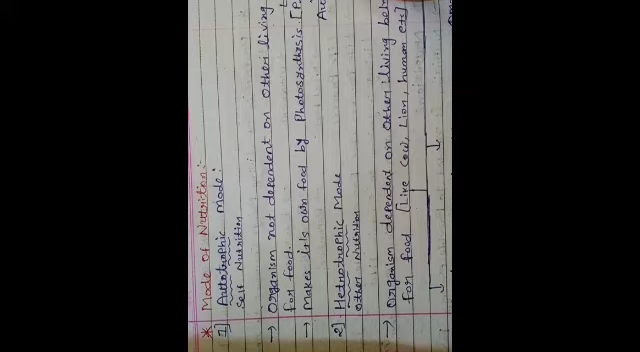 * Mode of Nutrition:-
1] Autotrophic Mode:
Self Nutrition
→ Organism not dependent on Other living
for food.
→ Makes it's own food by Photosynthesis. [P
2] Hetrotrophic Mode
Other Nutrition
→ Organism dependent on other living bein
for food [Like Cow, Lion, human etc]